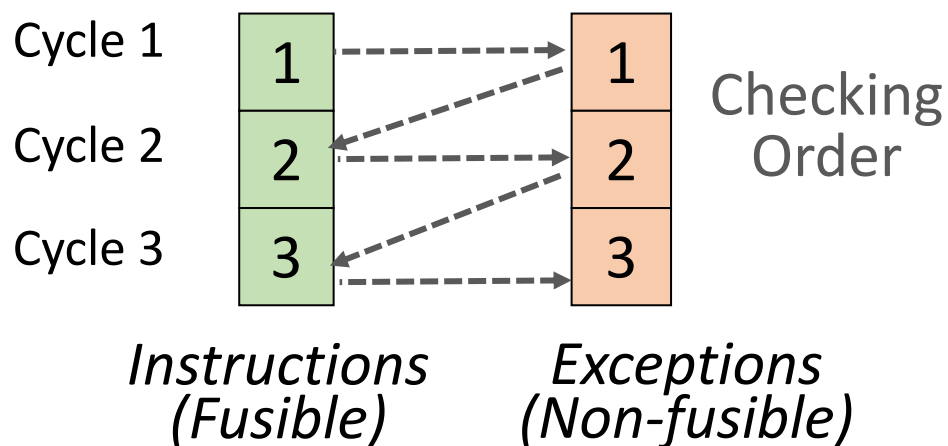 Cycle 1
1
1
Checking
Order
Cycle 2
2
2
Cycle 3
3
3
Instructions
(Fusible)
Exceptions
(Non-fusible)